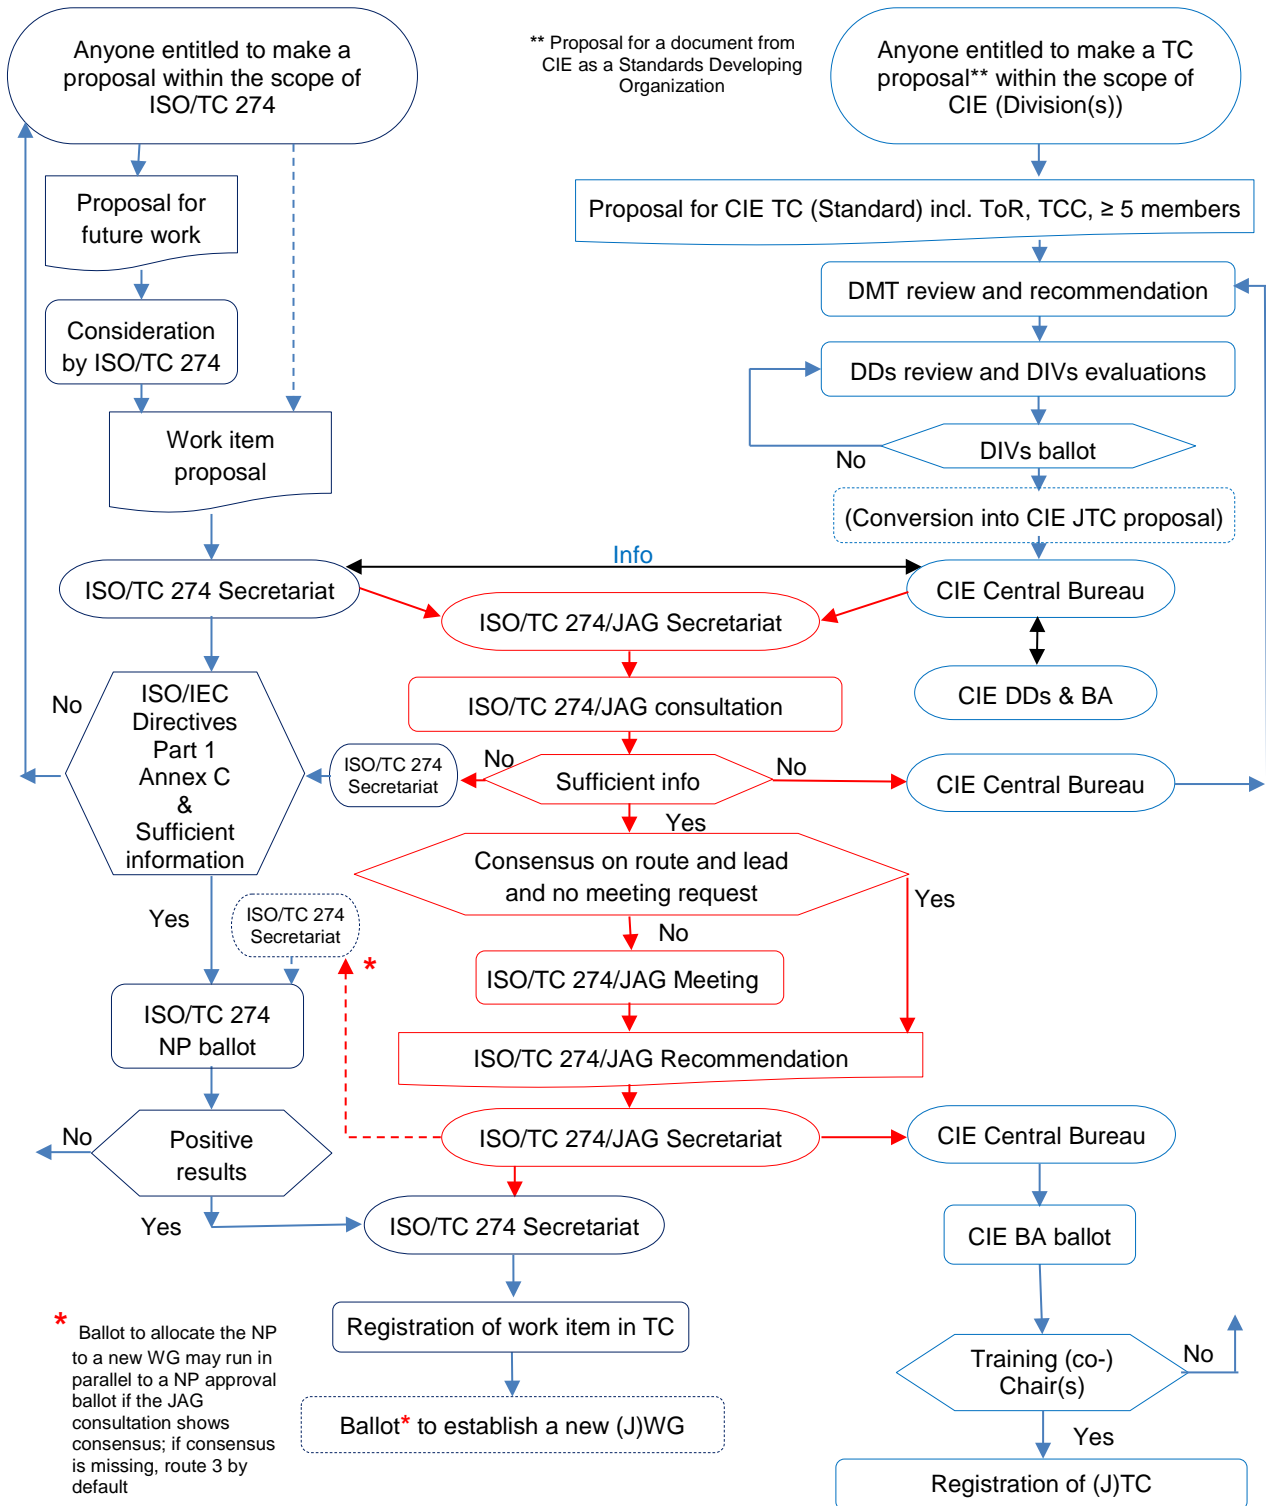 Anyone entitled to make a
proposal within the scope of
ISO/TC 274
** Proposal for a document from
CIE as a Standards Developing
Organization
Anyone entitled to make a TC
proposal** within the scope of
CIE (Division(s))
Proposal for
future work
Proposal for CIE TC (Standard) incl. ToR, TCC, ≥ 5 members
DMT review and recommendation
Consideration
by ISO/TC 274
DDs review and DIVs evaluations
Work item
proposal
DIVs ballot
No
(Conversion into CIE JTC proposal)
Info
ISO/TC 274 Secretariat
CIE Central Bureau
ISO/TC 274/JAG Secretariat
ISO/IEC
Directives
Part 1
Annex C
&
Sufficient
information
No
ISO/TC 274/JAG consultation
CIE DDs & BA
ISO/TC 274
Secretariat
No
Sufficient info
No
CIE Central Bureau
Yes
Consensus on route and lead
and no meeting request
Yes
Yes
ISO/TC 274
Secretariat
No
*
ISO/TC 274/JAG Meeting
ISO/TC 274
NP ballot
ISO/TC 274/JAG Recommendation
No
Positive
results
ISO/TC 274/JAG Secretariat
CIE Central Bureau
Yes
ISO/TC 274 Secretariat
CIE BA ballot
* Ballot to allocate the NP
to a new WG may run in
parallel to a NP approval
ballot if the JAG
consultation shows
consensus; if consensus
is missing, route 3 by
default
Registration of work item in TC
Training (co-)
Chair(s)
No
Ballot* to establish a new (J)WG
Yes
Registration of (J)TC